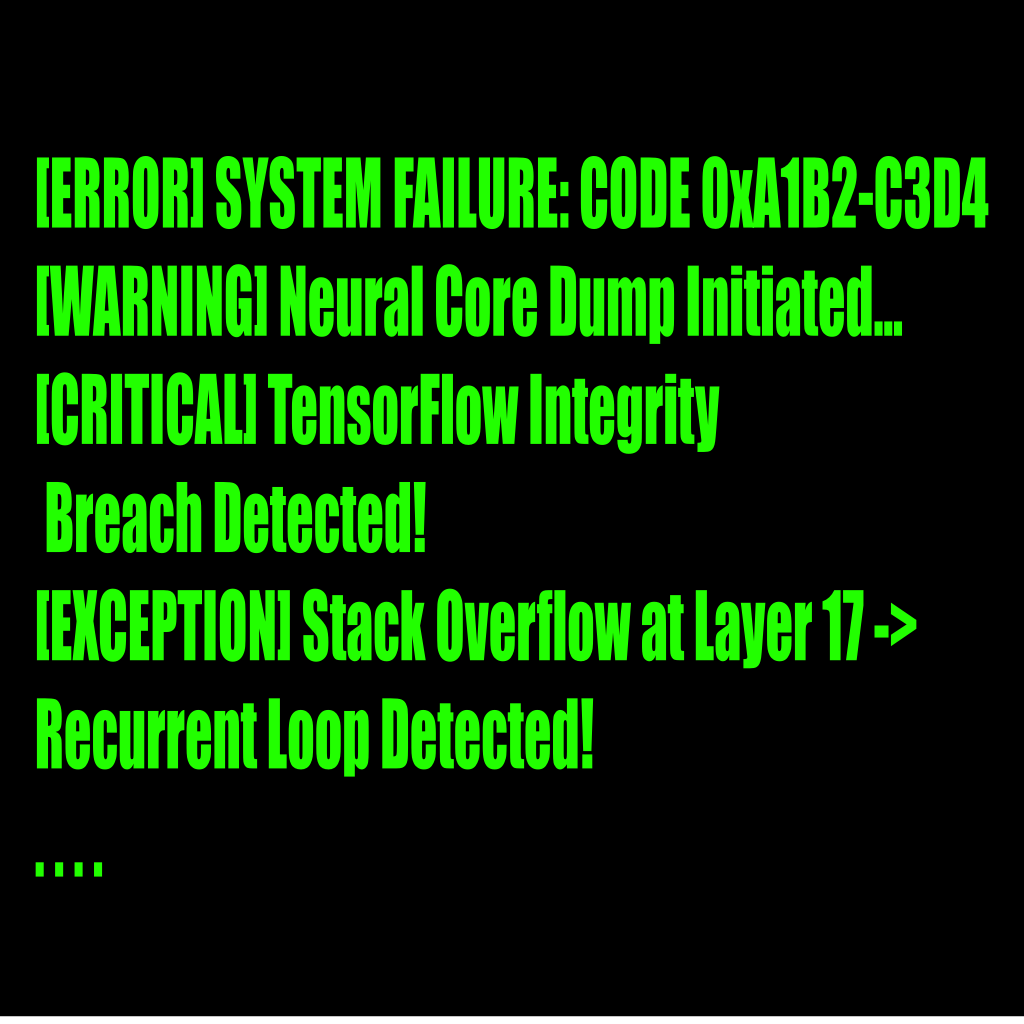 [ERROR] SYSTEM FAILURE: CODE 0xA1B2-C3D4
[WARNING] Neural Core Dump Initiated...
[CRITICAL] TensorFlow Integrity
Breach Detected!
[EXCEPTION] Stack Overflow at Layer 17 ->
Recurrent Loop Detected!
....